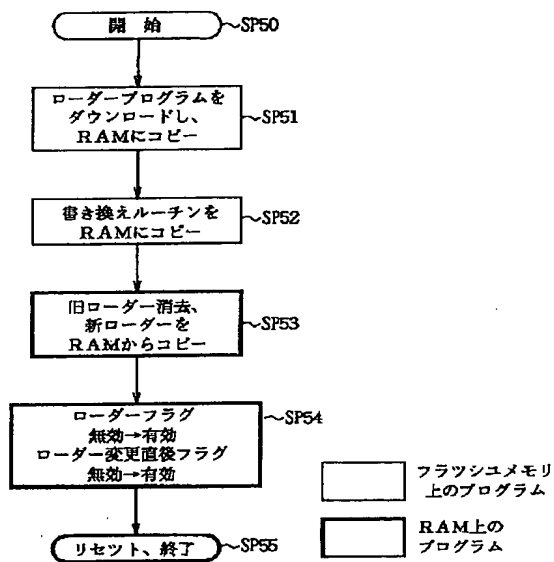 開 始
SP50
ローダープログラムを
ダウンロードし、
RAMにコピー
SP51
書き換えルーチンを
RAMにコピー
SP52
旧ローダー消去、
新ローダーを
RAMからコピー
SP53
ローダーフラグ
無効→有効
ローダー変更直後フラグ
無効→有効
SP54
リセツト、終了
SP55
フラツシユメモリ
上のプログラム
RAM上の
プログラム